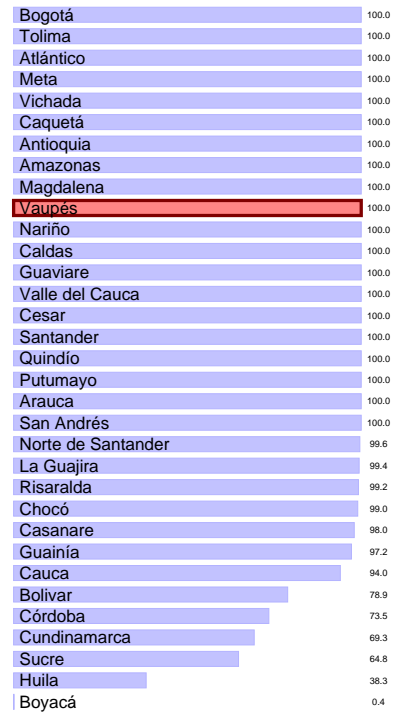 Bogotá 100.0
Tolima 100.0
Atlántico 100.0
Meta 100.0
Vichada 100.0
Caquetá 100.0
Antioquia 100.0
Amazonas 100.0
Magdalena 100.0
Vaupés 100.0
Nariño 100.0
Caldas 100.0
Guaviare 100.0
Valle del Cauca 100.0
Cesar 100.0
Santander 100.0
Quindío 100.0
Putumayo 100.0
Arauca 100.0
San Andrés 100.0
Norte de Santander 99.6
La Guajira 99.4
Risaralda 99.2
Chocó 99.0
Casanare 98.0
Guainía 97.2
Cauca 94.0
Bolivar 78.9
Córdoba 73.5
Cundinamarca 69.3
Sucre 64.8
Huila 38.3
Boyacá 0.4